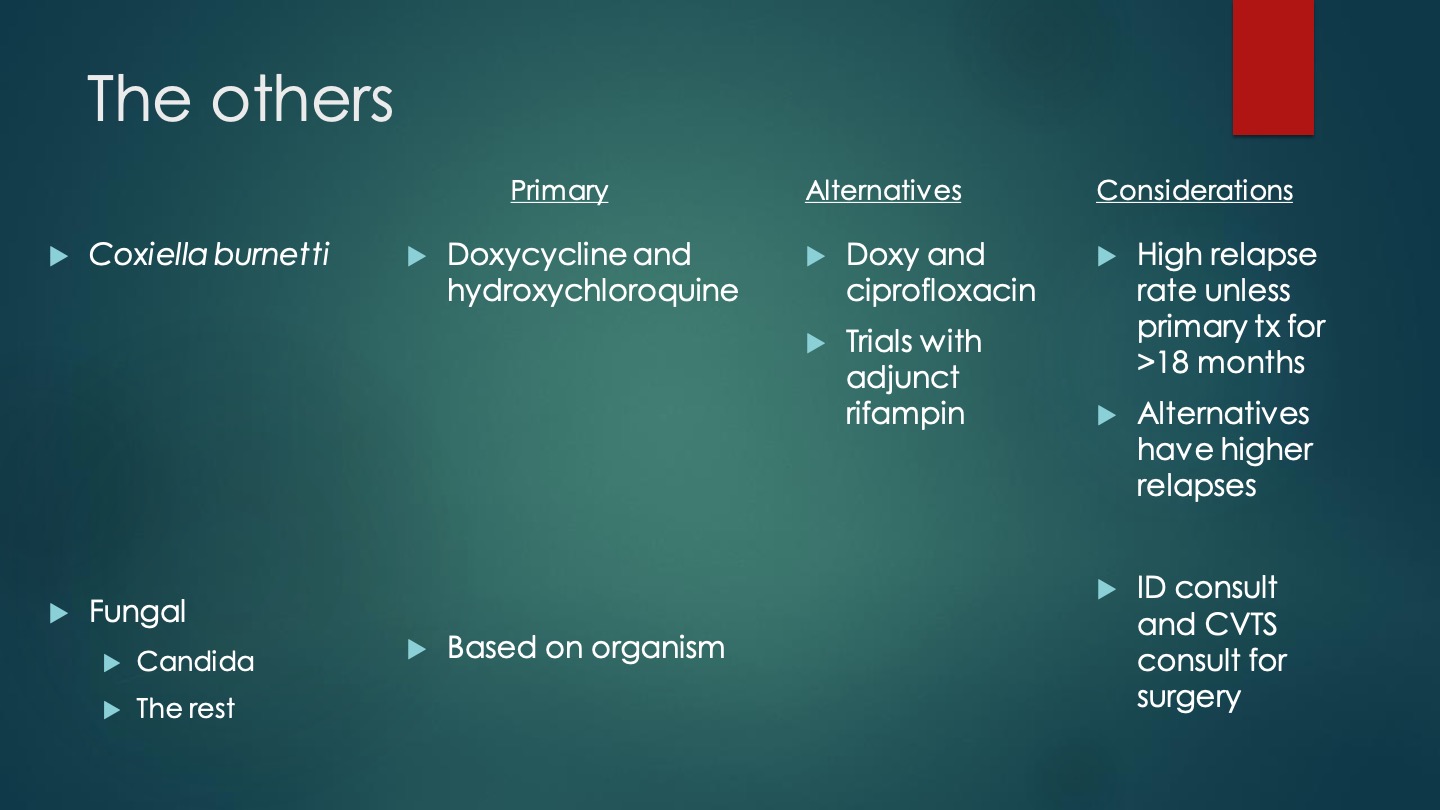 The others
Primary
Alternatives
Considerations
Coxiella burnetti
Doxycycline and
hydroxychloroquine
Doxy and
ciprofloxacin
Trials with
adjunct
rifampin
High relapse
rate unless
primary tx for
>18 months
Alternatives
have higher
relapses
Fungal
Candida
The rest
Based on organism
ID consult
and CVTS
consult for
surgery